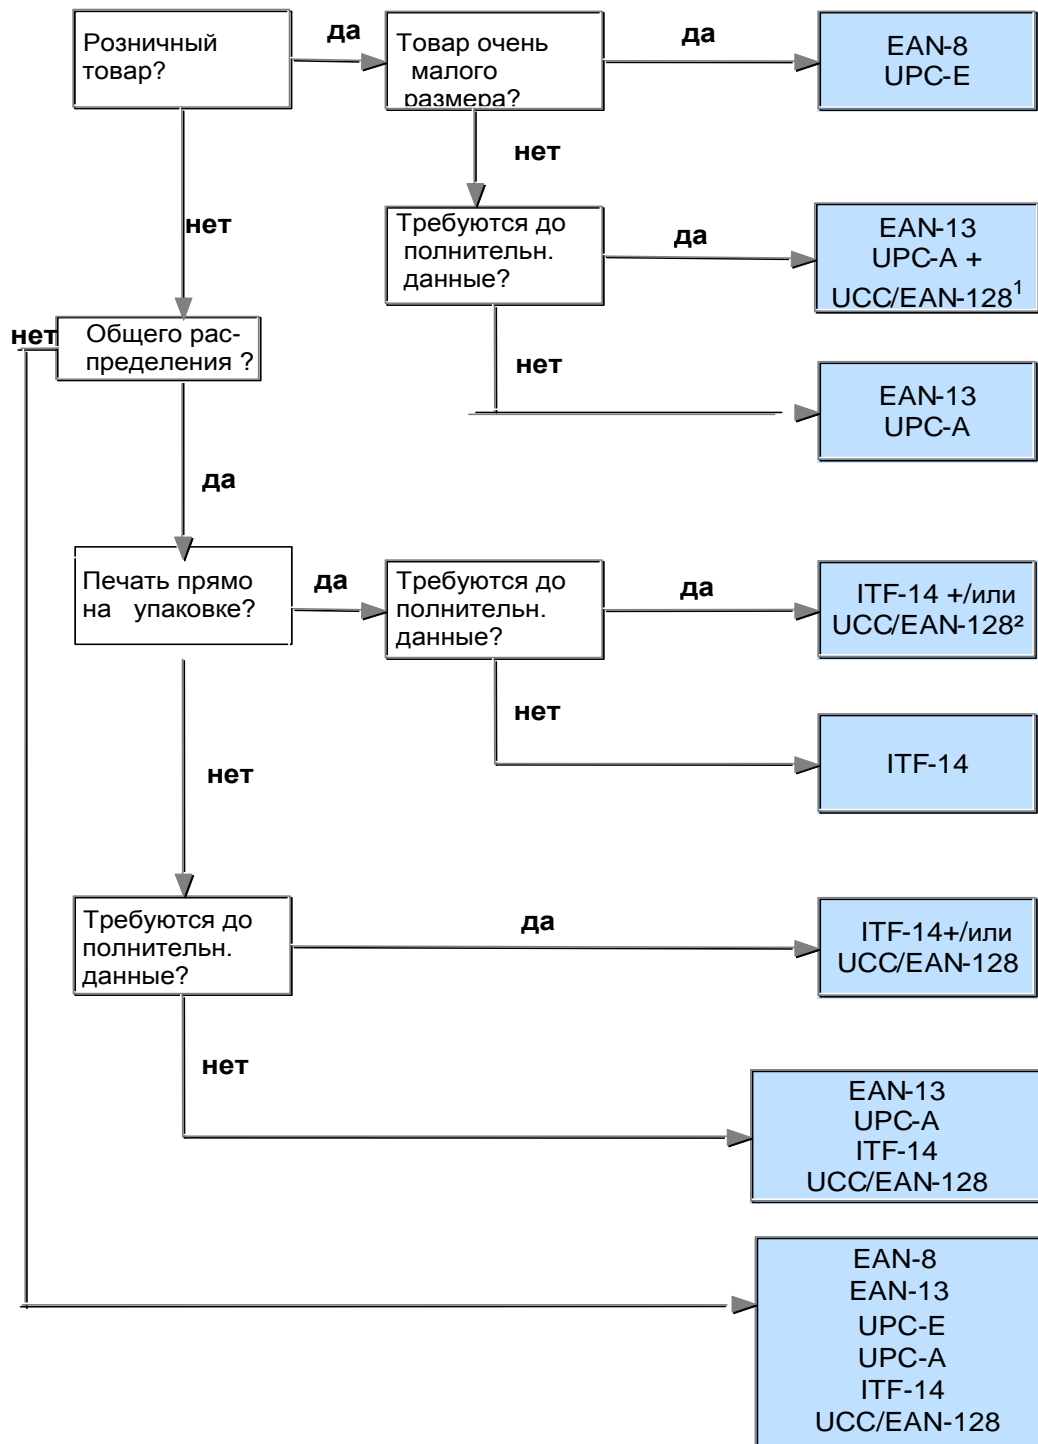 Розничный
товар?
да
Товар очень
малого
размера?
да
EAN-8
UPC-E
нет
нет
Требуются до
полнительн.
данные?
да
EAN-13
UPC-A +
UCC/EAN-128¹
нет
Общего рас-
пределения ?
нет
EAN-13
UPC-A
да
Печать прямо
на упаковке?
да
Требуются до
полнительн.
данные?
да
ITF-14 +/или
UCC/EAN-128²
нет
ITF-14
нет
Требуются до
полнительн.
данные?
да
ITF-14+/или
UCC/EAN-128
нет
EAN-13
UPC-A
ITF-14
UCC/EAN-128
EAN-8
EAN-13
UPC-E
UPC-A
ITF-14
UCC/EAN-128